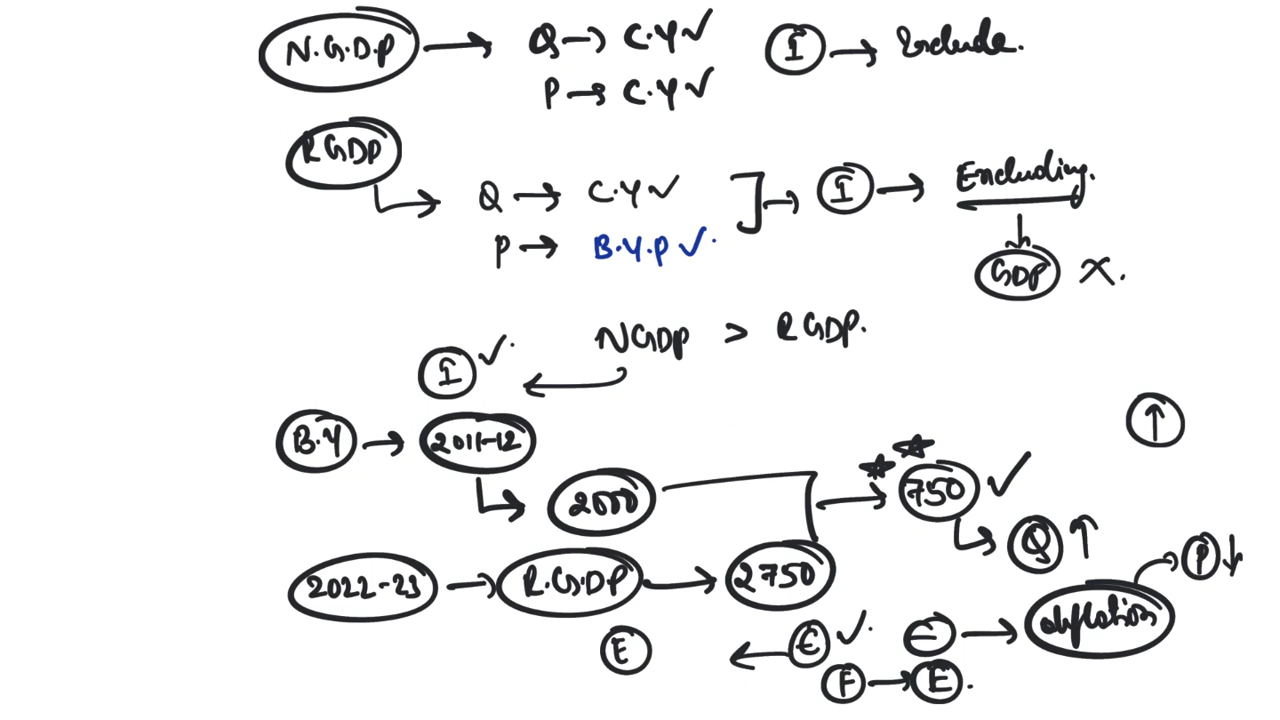 N.G.D.P → Q → C.Y ✓ I → Include.
P → C.Y ✓
RGDP
Q → C.Y ✓ I → Excluding.
P → B.Y.P ✓.
GDP X.
NGDP > RGDP.
I ✓.
B.Y → 2011-12
2000 → 750 ✓
Q ↑
2022-23 → R.G.D.P → 2750
P ↓
E ← € ✓. – → deflation
F → E.